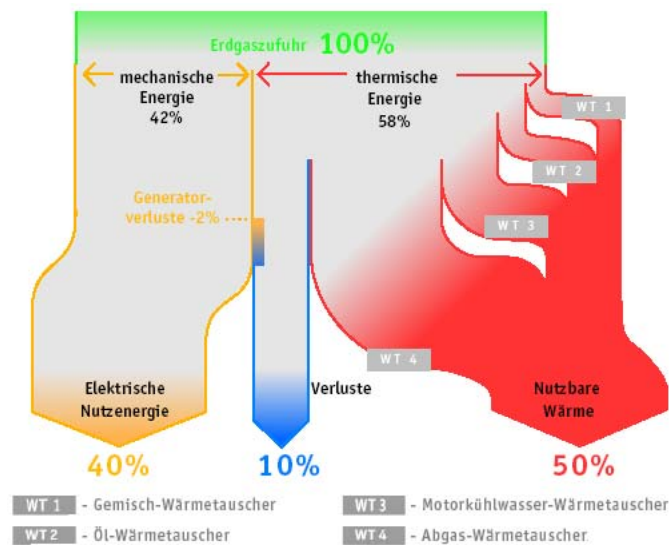 Erdgaszufuhr 100%
mechanische
Energie
42%
thermische
Energie
58%
WT 1
WT 2
Generator-
verluste -2%
WT 3
WT 4
Elektrische
Nutzenergie
Verluste
Nutzbare
Wärme
40%
10%
50%
WT 1 - Gemisch-Wärmetauscher
WT 3 - Motorkühlwasser-Wärmetauscher
WT 2 - Öl-Wärmetauscher
WT 4 - Abgas-Wärmetauscher